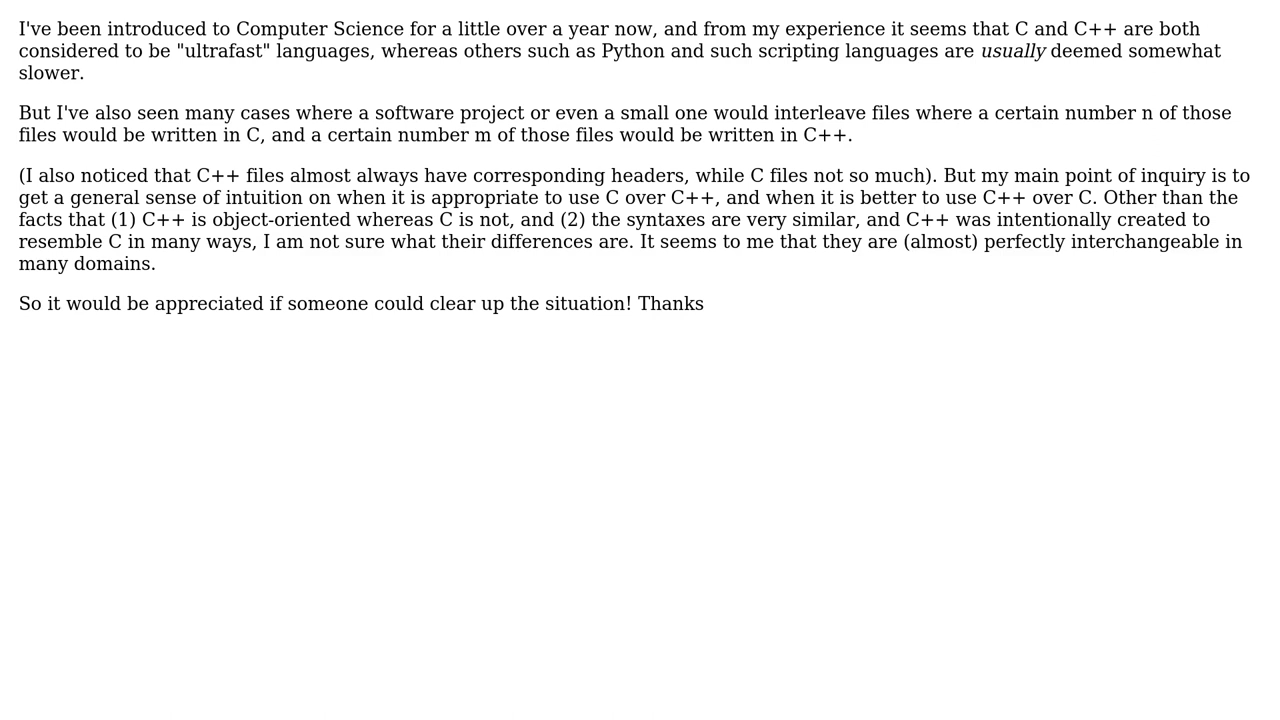 I've been introduced to Computer Science for a little over a year now, and from my experience it seems that C and C++ are both
considered to be "ultrafast" languages, whereas others such as Python and such scripting languages are usually deemed somewhat
slower.
But I've also seen many cases where a software project or even a small one would interleave files where a certain number n of those
files would be written in C, and a certain number m of those files would be written in C++.
(I also noticed that C++ files almost always have corresponding headers, while C files not so much). But my main point of inquiry is to
get a general sense of intuition on when it is appropriate to use C over C++, and when it is better to use C++ over C. Other than the
facts that (1) C++ is object-oriented whereas C is not, and (2) the syntaxes are very similar, and C++ was intentionally created to
resemble C in many ways, I am not sure what their differences are. It seems to me that they are (almost) perfectly interchangeable in
many domains.
So it would be appreciated if someone could clear up the situation! Thanks